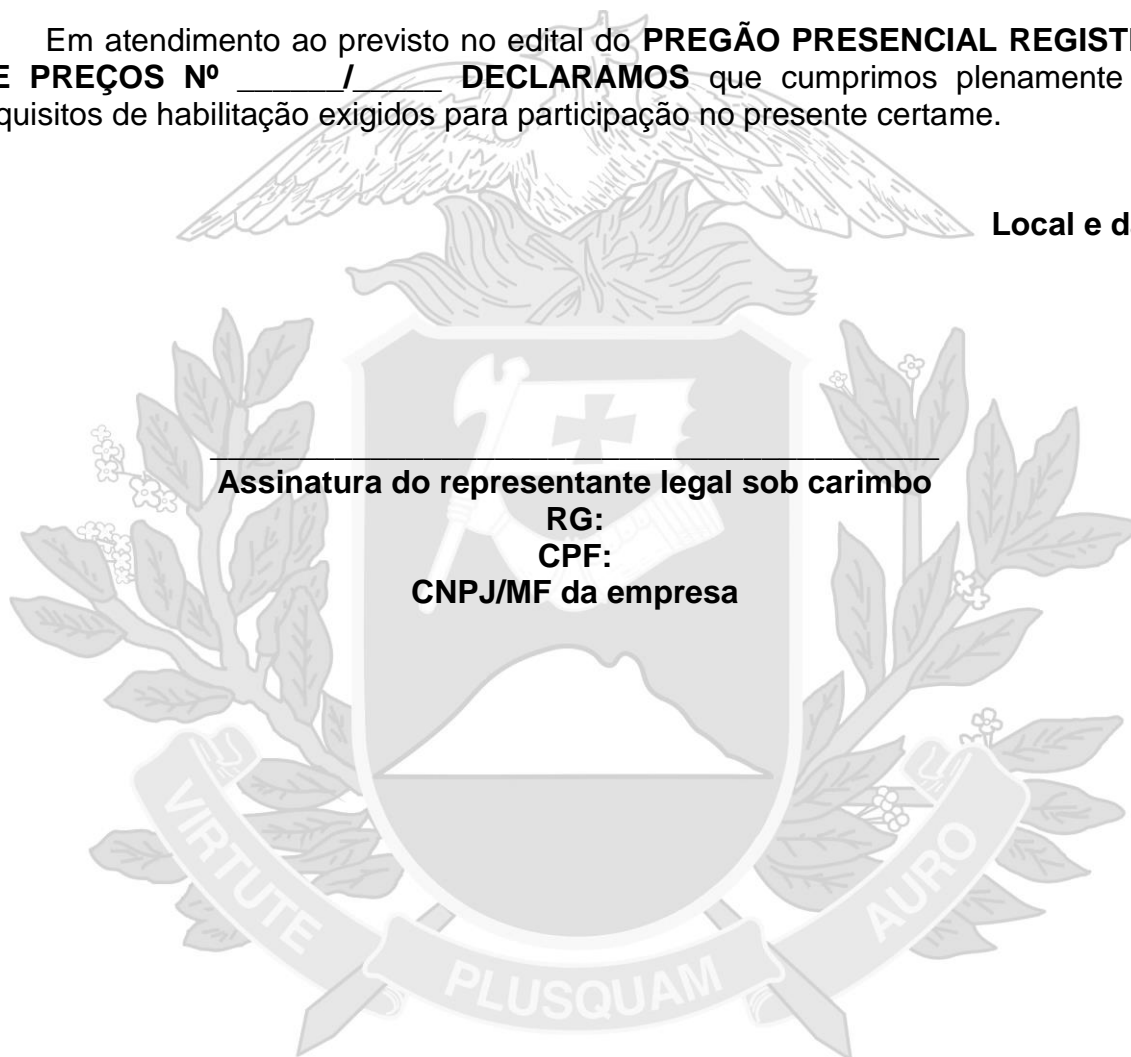 Em atendimento ao previsto no edital do PREGÃO PRESENCIAL REGIST
E PREÇOS Nº ______/_____ DECLARAMOS que cumprimos plenamente
quisitos de habilitação exigidos para participação no presente certame.
Local e d
Assinatura do representante legal sob carimbo
RG:
CPF:
CNPJ/MF da empresa
VIRTUTE PLUSQUAM AURO